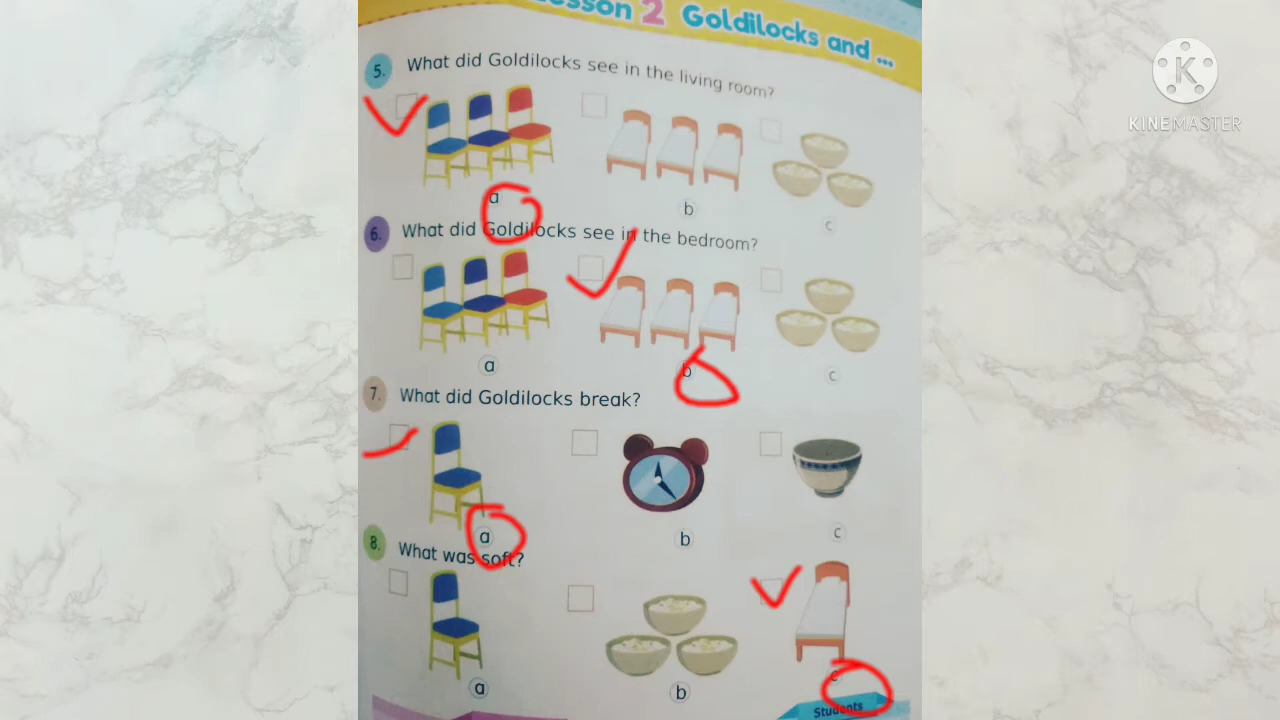 Lesson 2 Goldilocks and ...
5. What did Goldilocks see in the living room?
a b c
6. What did Goldilocks see in the bedroom?
a b c
7. What did Goldilocks break?
a b c
8. What was soft?
a b c
Students
K
KINEMASTER